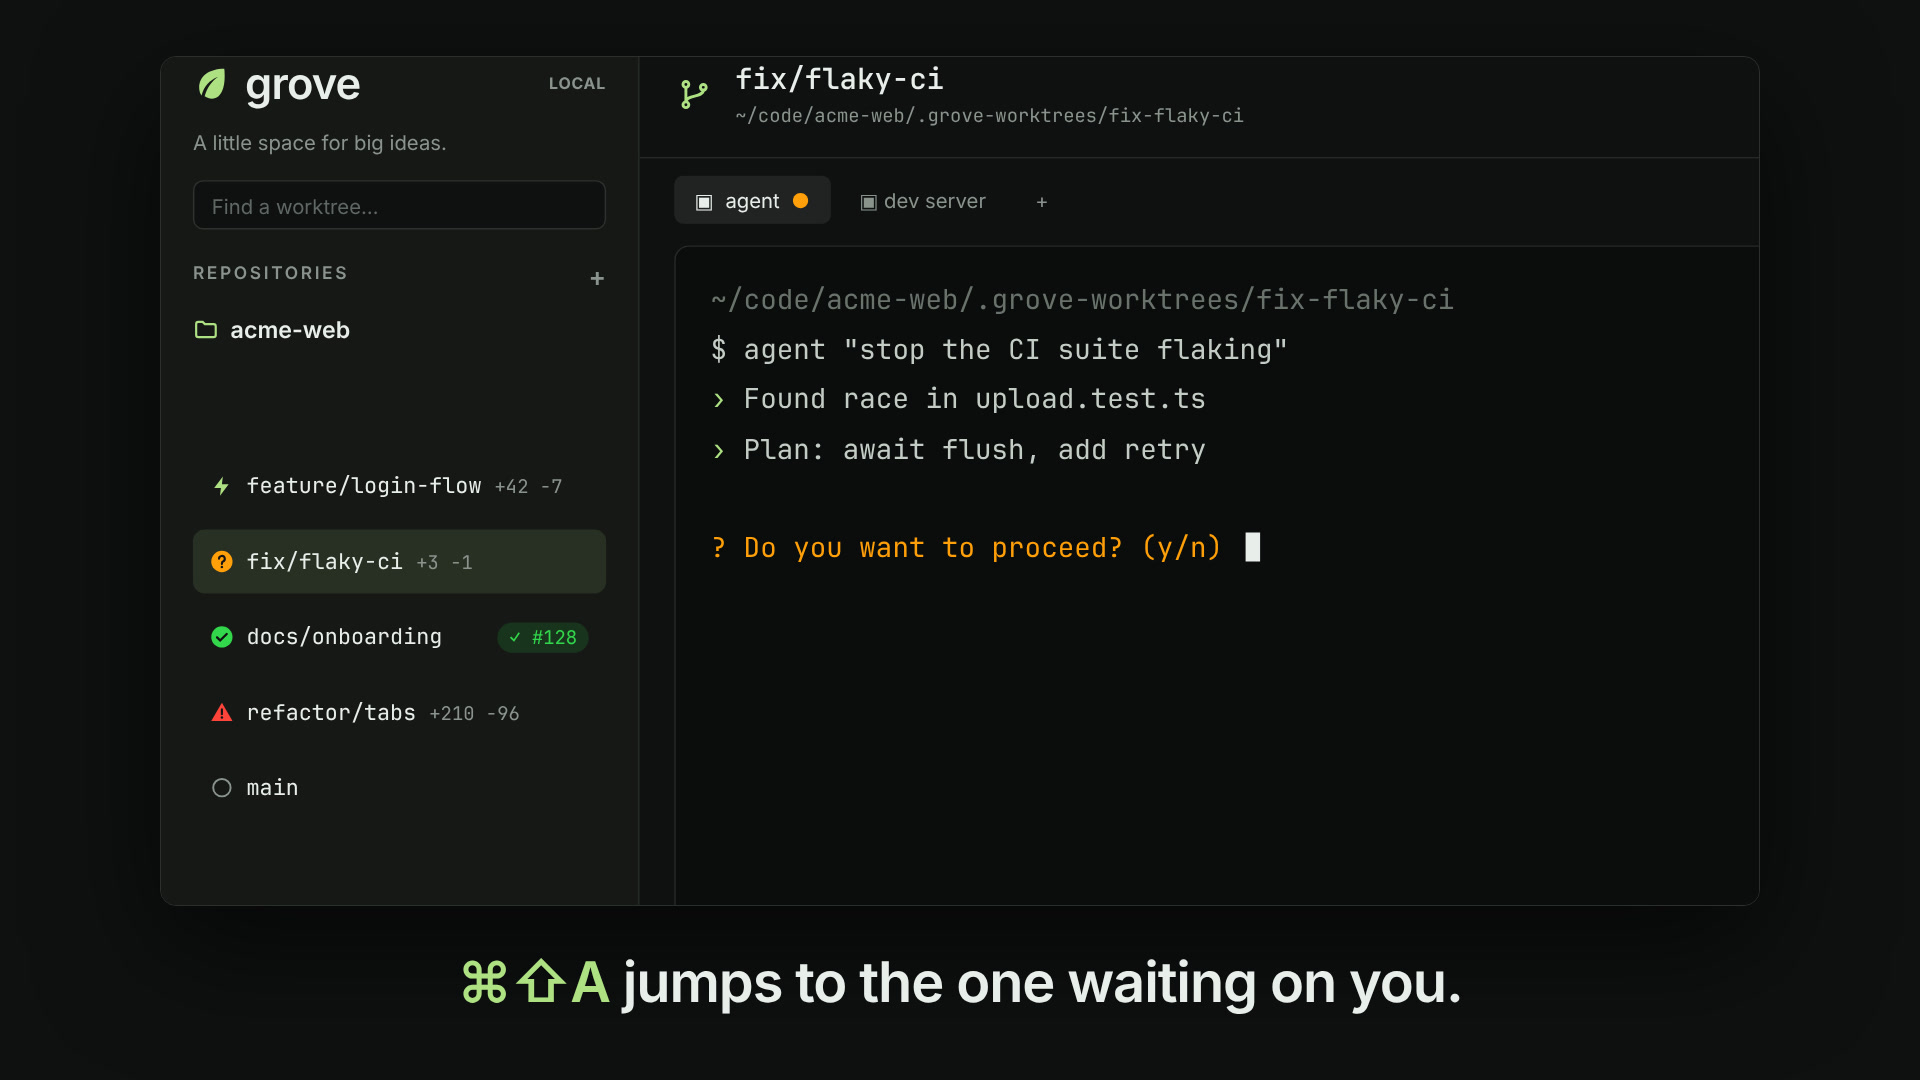 grove
LOCAL
A little space for big ideas.
Find a worktree...
REPOSITORIES
+
acme-web
feature/login-flow +42 -7
fix/flaky-ci +3 -1
docs/onboarding ✓ #128
refactor/tabs +210 -96
main
fix/flaky-ci
~/code/acme-web/.grove-worktrees/fix-flaky-ci
▣ agent ▣ dev server +
~/code/acme-web/.grove-worktrees/fix-flaky-ci
$ agent "stop the CI suite flaking"
› Found race in upload.test.ts
› Plan: await flush, add retry
? Do you want to proceed? (y/n)
⌘⇧A jumps to the one waiting on you.